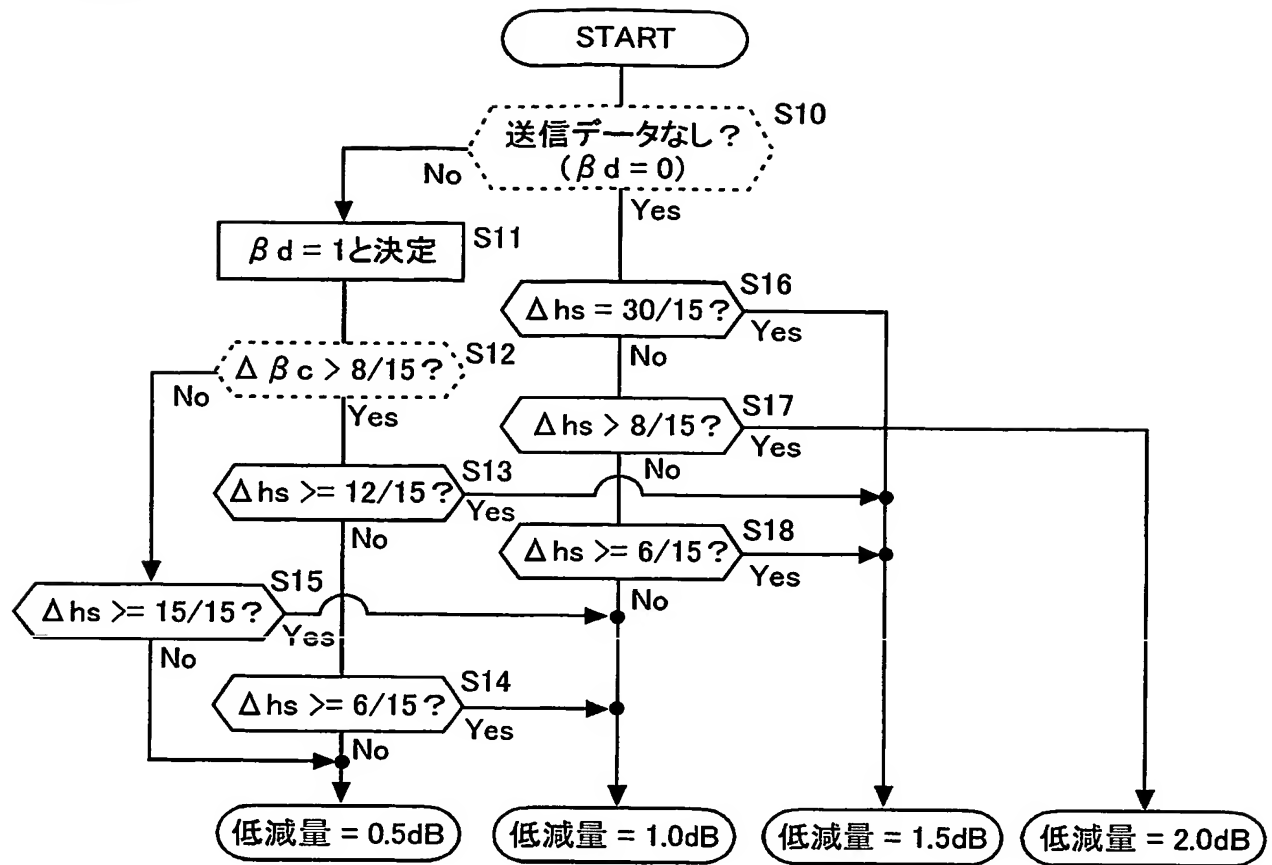 START
送信データなし？
(βd=0)
S10
No
Yes
βd=1と決定
S11
Δhs = 30/15？
S16
Yes
No
Δβc > 8/15？
S12
No
Yes
Δhs > 8/15？
S17
Yes
No
Δhs >= 12/15？
S13
Yes
No
Δhs >= 6/15？
S18
Yes
No
Δhs >= 15/15？
S15
Yes
No
Δhs >= 6/15？
S14
Yes
No
低減量 = 0.5dB
低減量 = 1.0dB
低減量 = 1.5dB
低減量 = 2.0dB